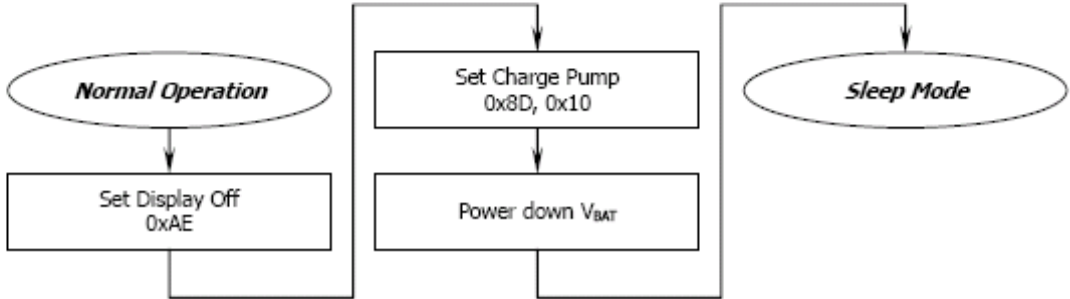 Normal Operation
Set Display Off
0xAE
Set Charge Pump
0x8D, 0x10
Power down VBAT
Sleep Mode